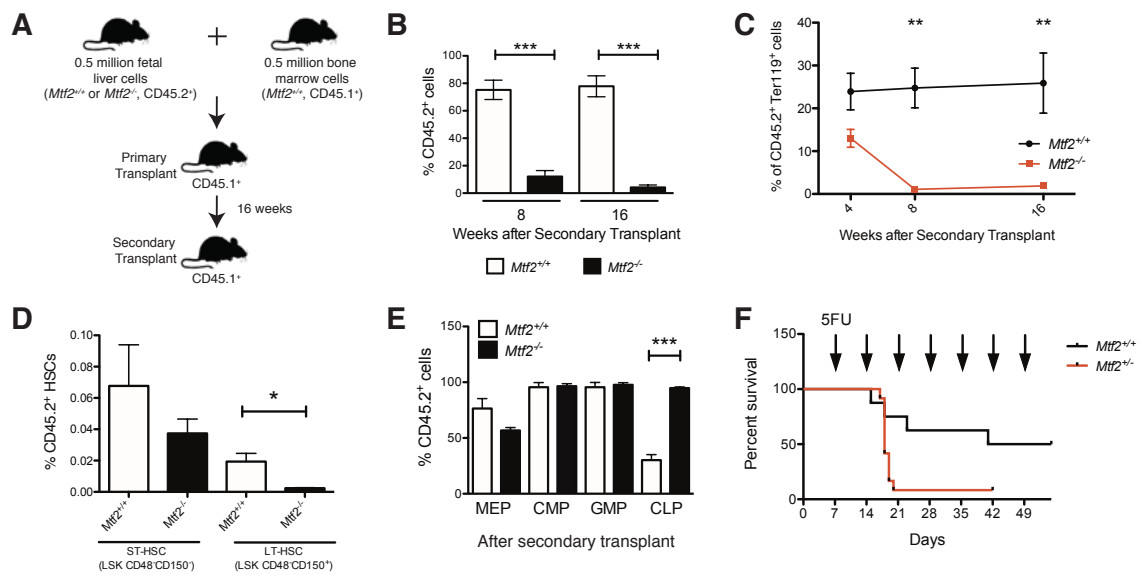 A
+
0.5 million fetal
liver cells
(Mtf2+/+ or Mtf2-/-, CD45.2+)
0.5 million bone
marrow cells
(Mtf2+/+, CD45.1+)
Primary
Transplant
CD45.1+
16 weeks
Secondary
Transplant
CD45.1+
B
% CD45.2+ cells
100
80
60
40
20
0
***
***
8
16
Weeks after Secondary Transplant
Mtf2+/+
Mtf2-/-
C
% of CD45.2+ Ter119+ cells
40
30
20
10
0
**
**
Mtf2+/+
Mtf2-/-
4
8
16
Weeks after Secondary Transplant
D
% CD45.2+ HSCs
0.10
0.08
0.06
0.04
0.02
0.00
*
Mtf2+/+
Mtf2-/-
Mtf2+/+
Mtf2-/-
ST-HSC
(LSK CD48-CD150-)
LT-HSC
(LSK CD48-CD150+)
E
% CD45.2+ cells
150
100
50
0
Mtf2+/+
Mtf2-/-
***
MEP
CMP
GMP
CLP
After secondary transplant
F
Percent survival
150
100
50
0
5FU
Mtf2+/+
Mtf2+/-
0
7
14
21
28
35
42
49
Days